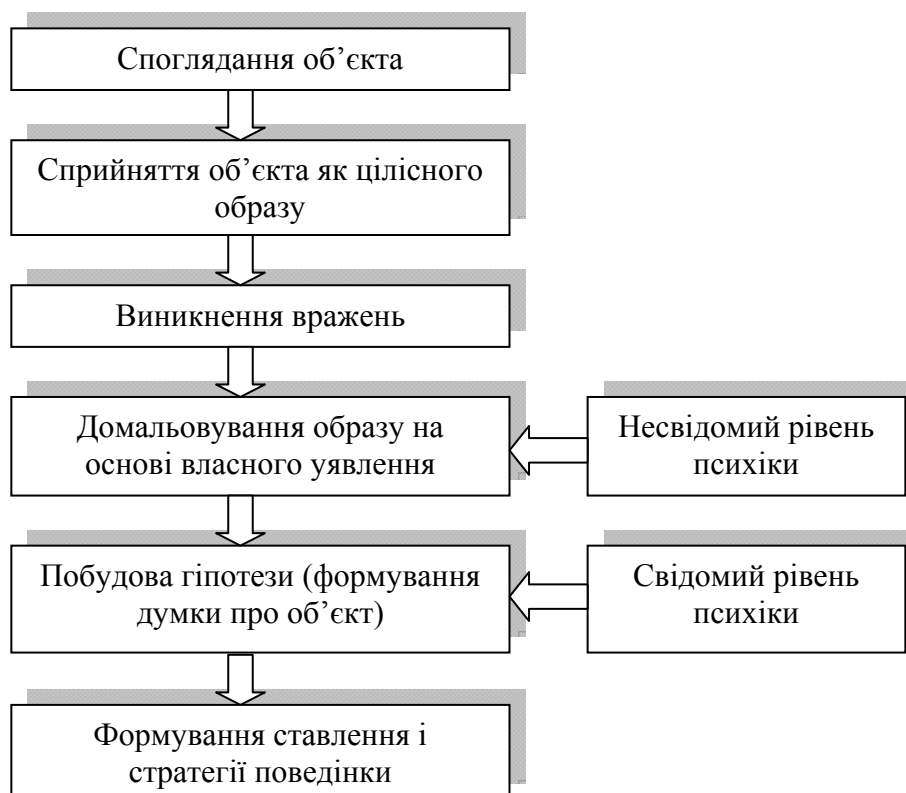 Споглядання об’єкта
Сприйняття об’єкта як цілісного
образу
Виникнення вражень
Домальовування образу на
основі власного уявлення
Несвідомий рівень
психіки
Побудова гіпотези (формування
думки про об’єкт)
Свідомий рівень
психіки
Формування ставлення і
стратегії поведінки